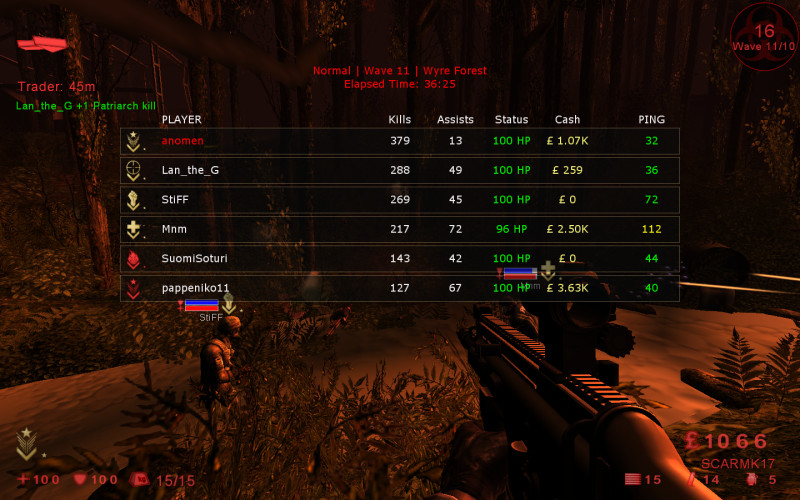 16
Wave 11/10
Normal | Wave 11 | Wyre Forest
Elapsed Time: 36:25
Trader: 45m
Lan_the_G +1 Patriarch kill
PLAYER Kills Assists Status Cash PING
anomen 379 13 100 HP £ 1.07K 32
Lan_the_G 288 49 100 HP £ 259 36
StiFF 269 45 100 HP £ 0 72
Mnm 217 72 96 HP £ 2.50K 112
SuomiSoturi 143 42 100 HP £ 0 44
pappeniko11 127 67 100 HP £ 3.63K 40
Mnm
StiFF
£1066
SCARMK17
100 100 15/15 15 14 5